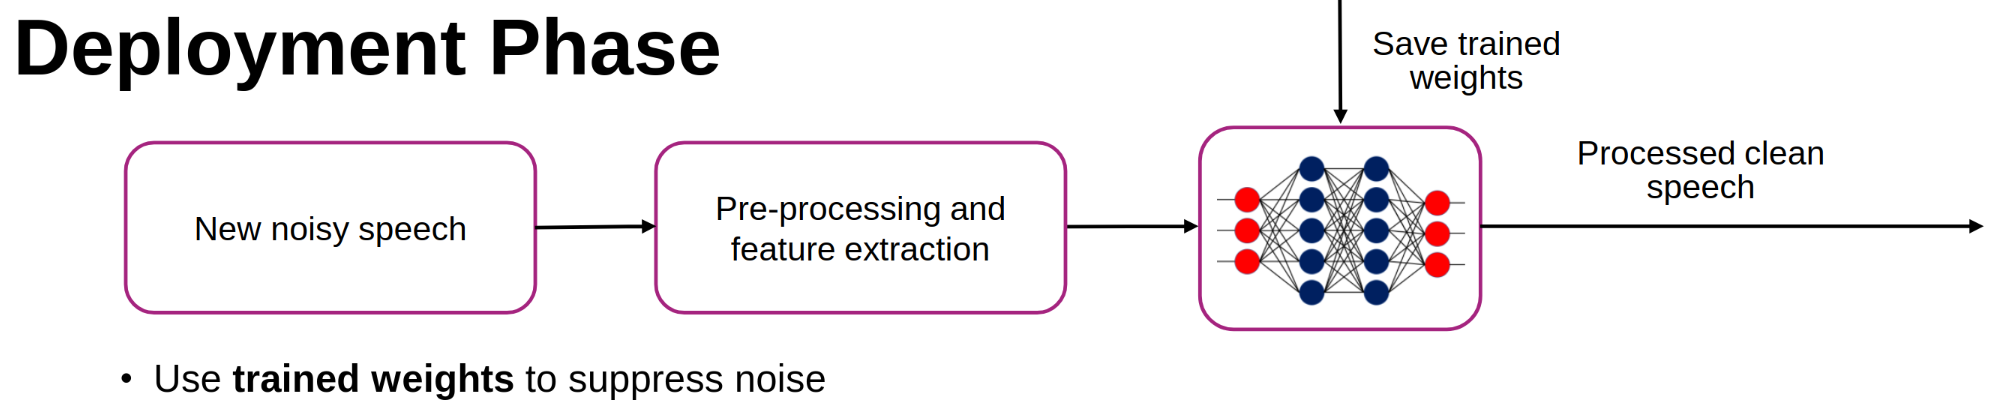 Deployment Phase
Save trained
weights
New noisy speech
Pre-processing and
feature extraction
Processed clean
speech
• Use trained weights to suppress noise